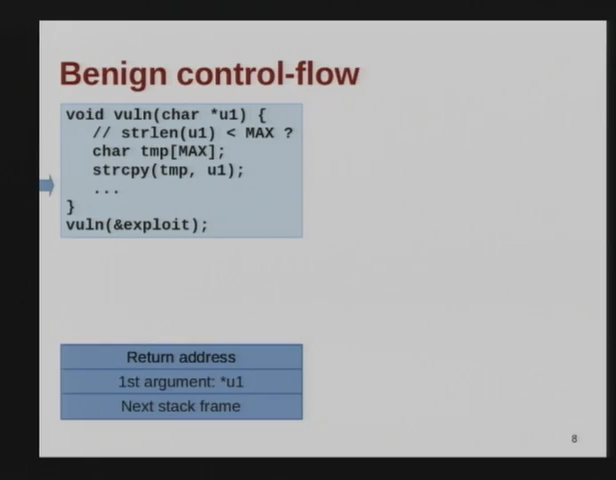 Benign control-flow
void vuln(char *u1) {
// strlen(u1) < MAX ?
char tmp[MAX];
strcpy(tmp, u1);
...
}
vuln(&exploit);
Return address
1st argument: *u1
Next stack frame
8